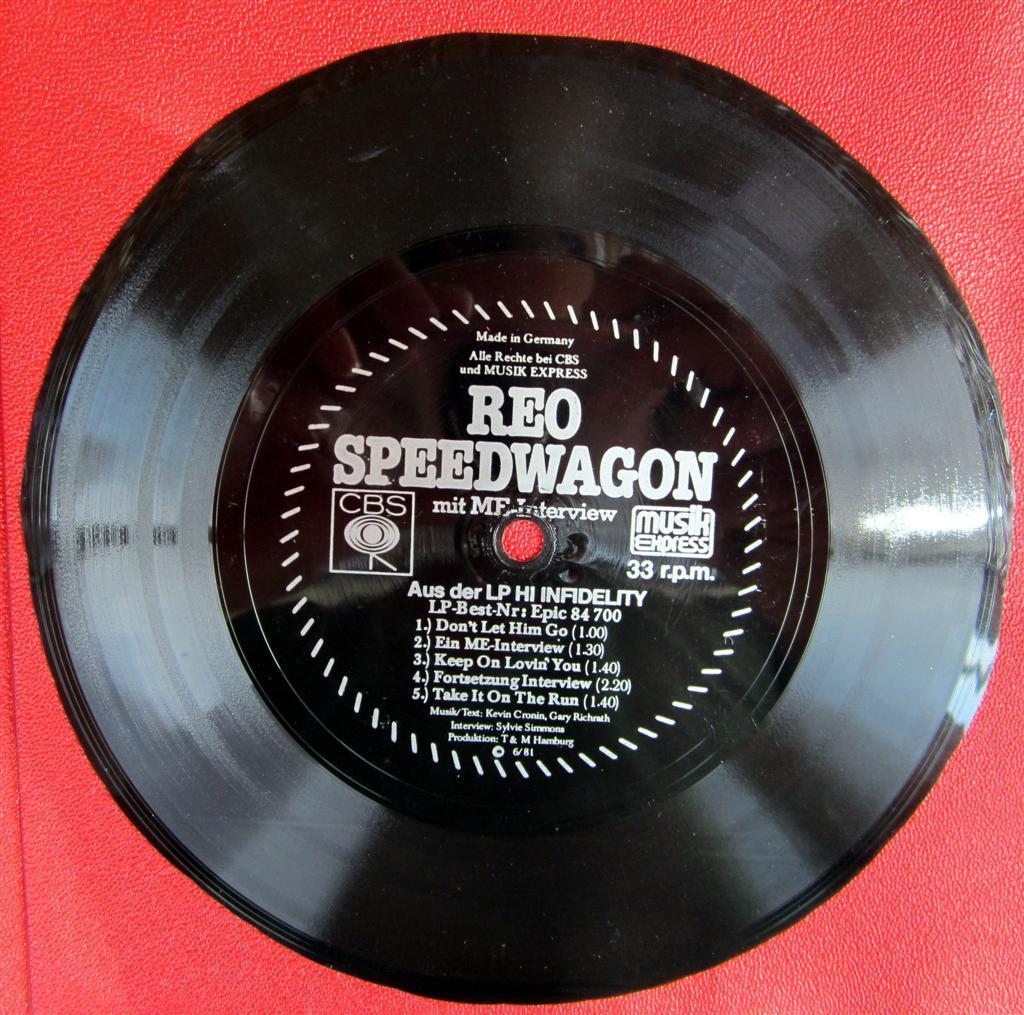 Made in Germany
Alle Rechte bei CBS
und MUSIK EXPRESS
REO
SPEEDWAGON
mit ME-Interview
CBS
musik
EXPRESS
33 r.p.m.
Aus der LP HI INFIDELITY
LP-Best-Nr: Epic 84 700
1.) Don't Let Him Go (1.00)
2.) Ein ME-Interview (1.30)
3.) Keep On Lovin' You (1.40)
4.) Fortsetzung Interview (2.20)
5.) Take It On The Run (1.40)
Musik/Text: Kevin Cronin, Gary Richrath
Interview: Sylvie Simmons
Produktion: T & M Hamburg
© 6/81